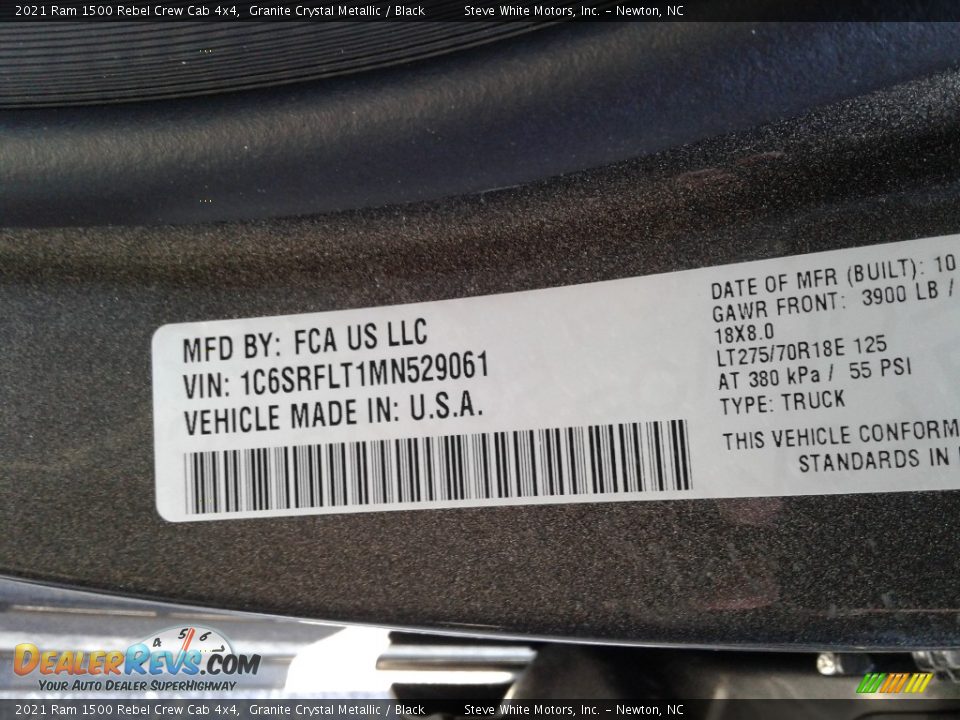 2021 Ram 1500 Rebel Crew Cab 4x4, Granite Crystal Metallic / Black Steve White Motors, Inc. – Newton, NC
MFD BY: FCA US LLC
VIN: 1C6SRFLT1MN529061
VEHICLE MADE IN: U.S.A.
DATE OF MFR (BUILT): 10
GAWR FRONT: 3900 LB /
18X8.0
LT275/70R18E 125
AT 380 kPa / 55 PSI
TYPE: TRUCK
THIS VEHICLE CONFORM
STANDARDS IN
4 5 6
DEALERREVS.COM
YOUR AUTO DEALER SUPERHIGHWAY
2021 Ram 1500 Rebel Crew Cab 4x4, Granite Crystal Metallic / Black Steve White Motors, Inc. – Newton, NC